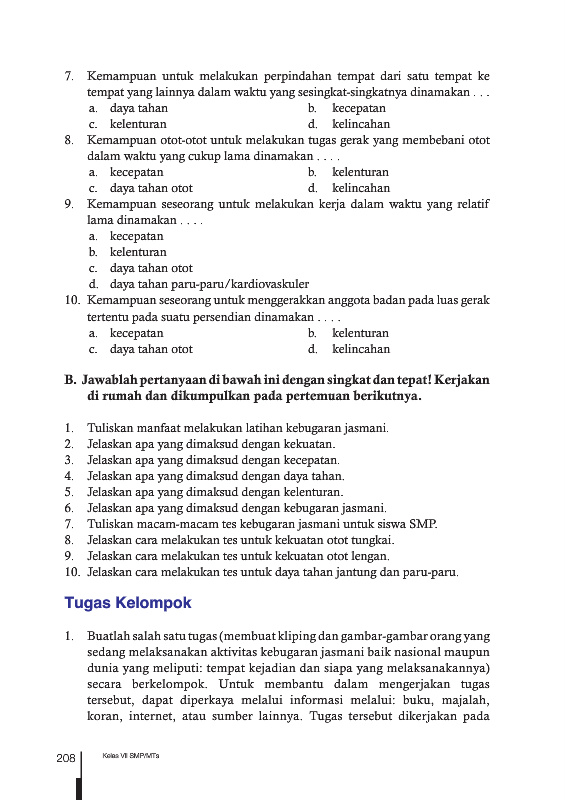 7. Kemampuan untuk melakukan perpindahan tempat dari satu tempat ke
tempat yang lainnya dalam waktu yang sesingkat-singkatnya dinamakan . . .
a. daya tahan b. kecepatan
c. kelenturan d. kelincahan
8. Kemampuan otot-otot untuk melakukan tugas gerak yang membebani otot
dalam waktu yang cukup lama dinamakan . . . .
a. kecepatan b. kelenturan
c. daya tahan otot d. kelincahan
9. Kemampuan seseorang untuk melakukan kerja dalam waktu yang relatif
lama dinamakan . . . .
a. kecepatan
b. kelenturan
c. daya tahan otot
d. daya tahan paru-paru/kardiovaskuler
10. Kemampuan seseorang untuk menggerakkan anggota badan pada luas gerak
tertentu pada suatu persendian dinamakan . . . .
a. kecepatan b. kelenturan
c. daya tahan otot d. kelincahan
B. Jawablah pertanyaan di bawah ini dengan singkat dan tepat! Kerjakan
di rumah dan dikumpulkan pada pertemuan berikutnya.
1. Tuliskan manfaat melakukan latihan kebugaran jasmani.
2. Jelaskan apa yang dimaksud dengan kekuatan.
3. Jelaskan apa yang dimaksud dengan kecepatan.
4. Jelaskan apa yang dimaksud dengan daya tahan.
5. Jelaskan apa yang dimaksud dengan kelenturan.
6. Jelaskan apa yang dimaksud dengan kebugaran jasmani.
7. Tuliskan macam-macam tes kebugaran jasmani untuk siswa SMP.
8. Jelaskan cara melakukan tes untuk kekuatan otot tungkai.
9. Jelaskan cara melakukan tes untuk kekuatan otot lengan.
10. Jelaskan cara melakukan tes untuk daya tahan jantung dan paru-paru.
Tugas Kelompok
1. Buatlah salah satu tugas (membuat kliping dan gambar-gambar orang yang
sedang melaksanakan aktivitas kebugaran jasmani baik nasional maupun
dunia yang meliputi: tempat kejadian dan siapa yang melaksanakannya)
secara berkelompok. Untuk membantu dalam mengerjakan tugas
tersebut, dapat diperkaya melalui informasi melalui: buku, majalah,
koran, internet, atau sumber lainnya. Tugas tersebut dikerjakan pada
208 Kelas VII SMP/MTs